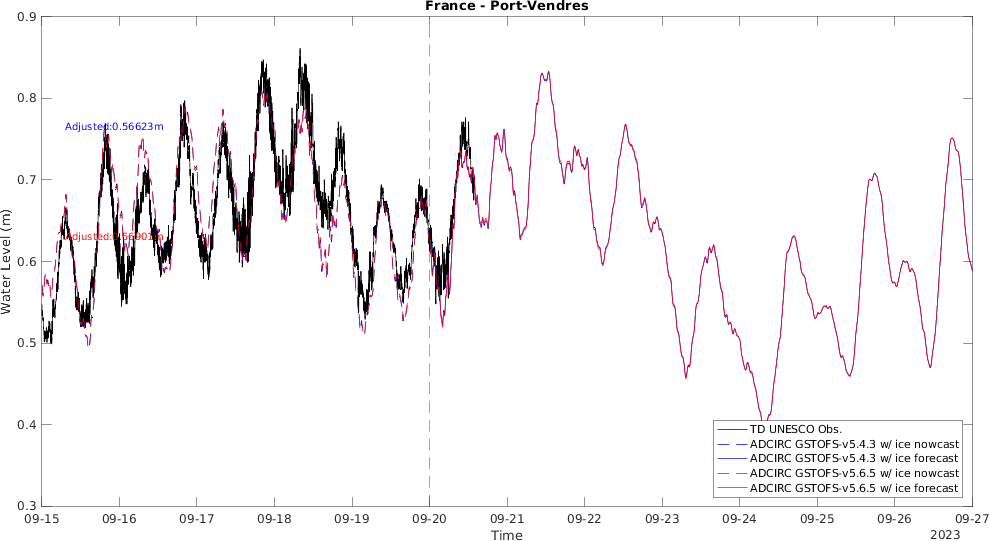 France - Port-Vendres
0.9
0.8
0.7
0.6
0.5
0.4
0.3
Water Level (m)
Adjusted:0.56623m
09-15
09-16
09-17
09-18
09-19
09-20
09-21
09-22
09-23
09-24
09-25
09-26
09-27
Time
2023
TD UNESCO Obs.
ADCIRC GSTOFS-v5.4.3 w/ ice nowcast
ADCIRC GSTOFS-v5.4.3 w/ ice forecast
ADCIRC GSTOFS-v5.6.5 w/ ice nowcast
ADCIRC GSTOFS-v5.6.5 w/ ice forecast